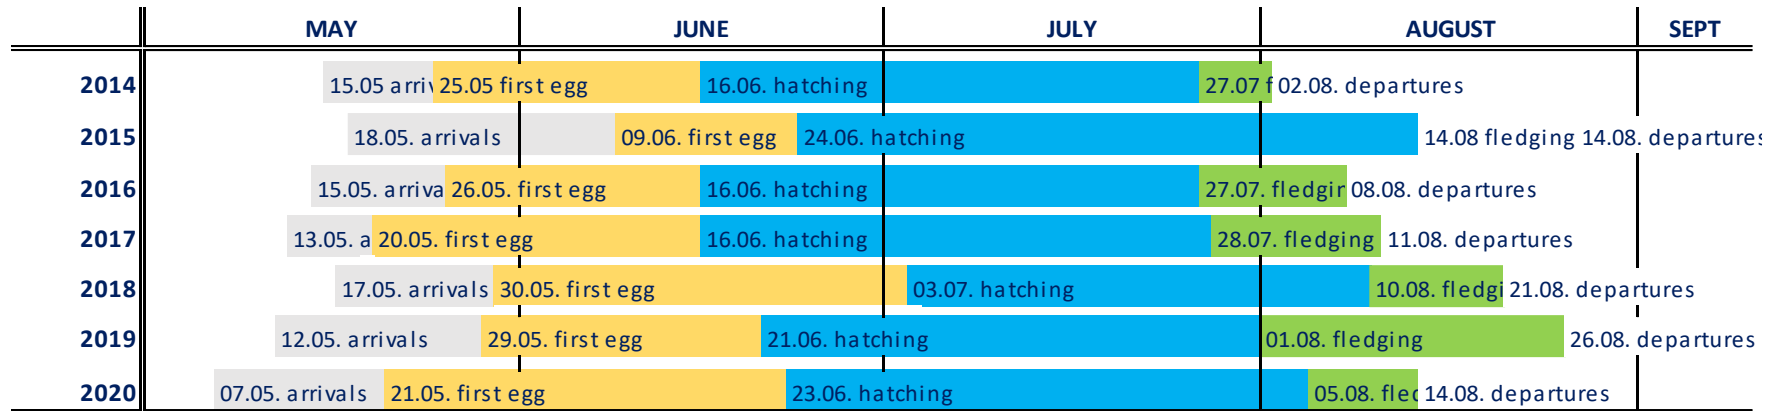 MAY JUNE JULY AUGUST SEPT
2014 15.05 arriv 25.05 first egg 16.06. hatching 27.07 f 02.08. departures
2015 18.05. arrivals 09.06. first egg 24.06. hatching 14.08 fledging 14.08. departures
2016 15.05. arriva 26.05. first egg 16.06. hatching 27.07. fledgin 08.08. departures
2017 13.05. a 20.05. first egg 16.06. hatching 28.07. fledging 11.08. departures
2018 17.05. arrivals 30.05. first egg 03.07. hatching 10.08. fledgi 21.08. departures
2019 12.05. arrivals 29.05. first egg 21.06. hatching 01.08. fledging 26.08. departures
2020 07.05. arrivals 21.05. first egg 23.06. hatching 05.08. fled 14.08. departures